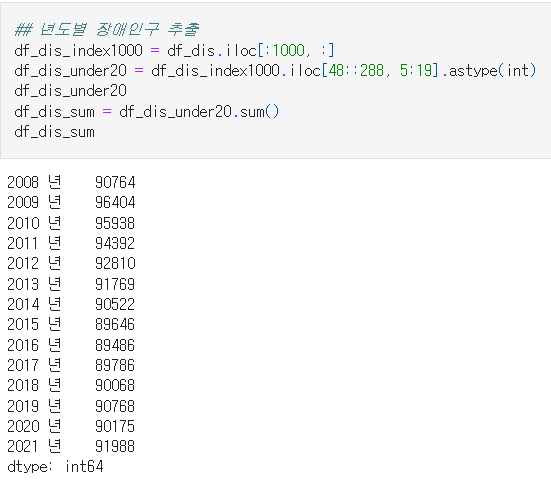 ## 년도별 장애인구 추출
df_dis_index1000 = df_dis.iloc[:1000, :]
df_dis_under20 = df_dis_index1000.iloc[48::288, 5:19].astype(int)
df_dis_under20
df_dis_sum = df_dis_under20.sum()
df_dis_sum
2008 년    90764
2009 년    96404
2010 년    95938
2011 년    94392
2012 년    92810
2013 년    91769
2014 년    90522
2015 년    89646
2016 년    89486
2017 년    89786
2018 년    90068
2019 년    90768
2020 년    90175
2021 년    91988
dtype: int64